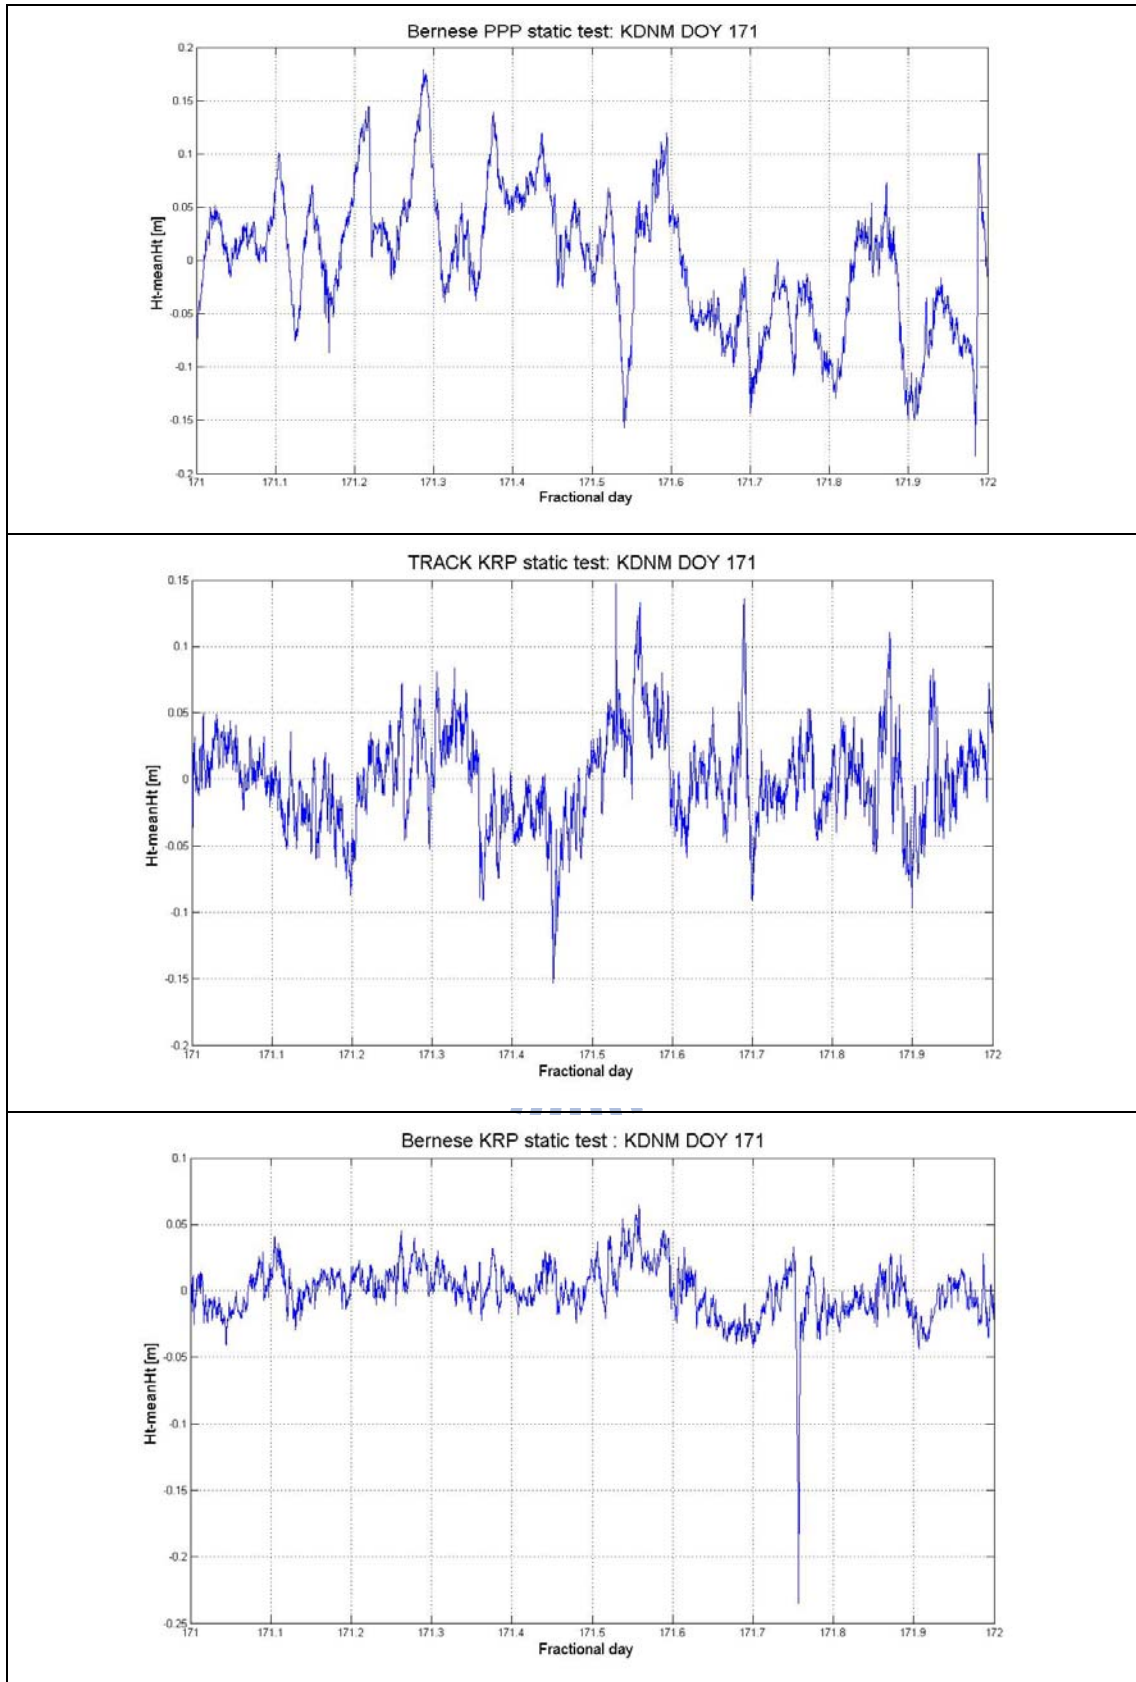 Bernese PPP static test: KDNM DOY 171
0.2
0.15
0.1
0.05
0
-0.05
-0.1
-0.15
-0.2
Ht-meanHt [m]
171 171.1 171.2 171.3 171.4 171.5 171.6 171.7 171.8 171.9 172
Fractional day
TRACK KRP static test: KDNM DOY 171
0.15
0.1
0.05
0
-0.05
-0.1
-0.15
-0.2
Ht-meanHt [m]
171 171.1 171.2 171.3 171.4 171.5 171.6 171.7 171.8 171.9 172
Fractional day
Bernese KRP static test : KDNM DOY 171
0.1
0.05
0
-0.05
-0.1
-0.15
-0.2
-0.25
Ht-meanHt [m]
171 171.1 171.2 171.3 171.4 171.5 171.6 171.7 171.8 171.9 172
Fractional day